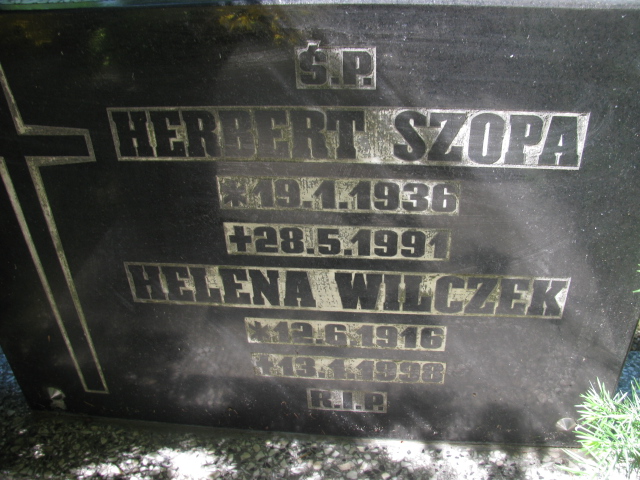 Ś.P.
HERBERT SZOPA
*19.1.1936
+28.5.1991
HELENA WILCZEK
*12.6.1916
+13.1.1998
R.I.P.